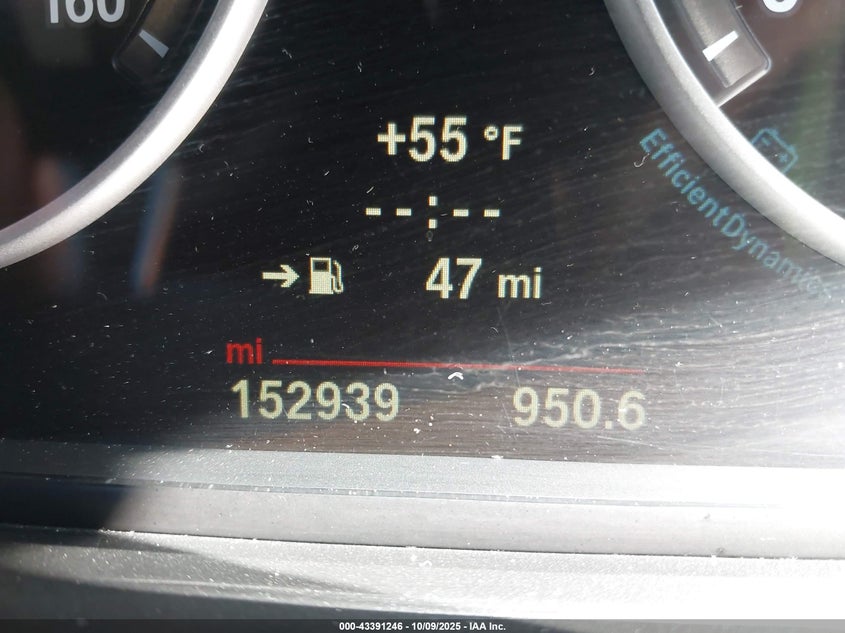 160
+55 °F
--:--
EfficientDynamics
47 mi
mi
152939 950.6
000-43391246 - 10/09/2025 - IAA Inc.